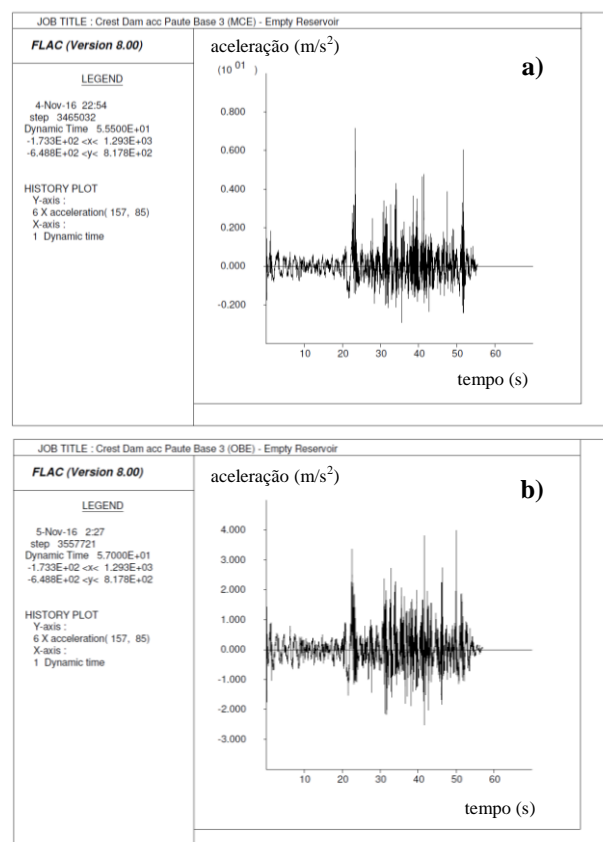 JOB TITLE : Crest Dam acc Paute Base 3 (MCE) - Empty Reservoir
FLAC (Version 8.00)
LEGEND
4-Nov-16 22:54
step 3465032
Dynamic Time 5.5500E+01
-1.733E+02 <x< 1.293E+03
-6.488E+02 <y< 8.178E+02
HISTORY PLOT
Y-axis :
6 X acceleration( 157, 85)
X-axis :
1 Dynamic time
aceleração (m/s²)
a)
(10 01 )
0.800
0.600
0.400
0.200
0.000
-0.200
10 20 30 40 50 60
tempo (s)
JOB TITLE : Crest Dam acc Paute Base 3 (OBE) - Empty Reservoir
FLAC (Version 8.00)
LEGEND
5-Nov-16 2:27
step 3557721
Dynamic Time 5.7000E+01
-1.733E+02 <x< 1.293E+03
-6.488E+02 <y< 8.178E+02
HISTORY PLOT
Y-axis :
6 X acceleration( 157, 85)
X-axis :
1 Dynamic time
aceleração (m/s²)
b)
4.000
3.000
2.000
1.000
0.000
-1.000
-2.000
-3.000
10 20 30 40 50 60
tempo (s)